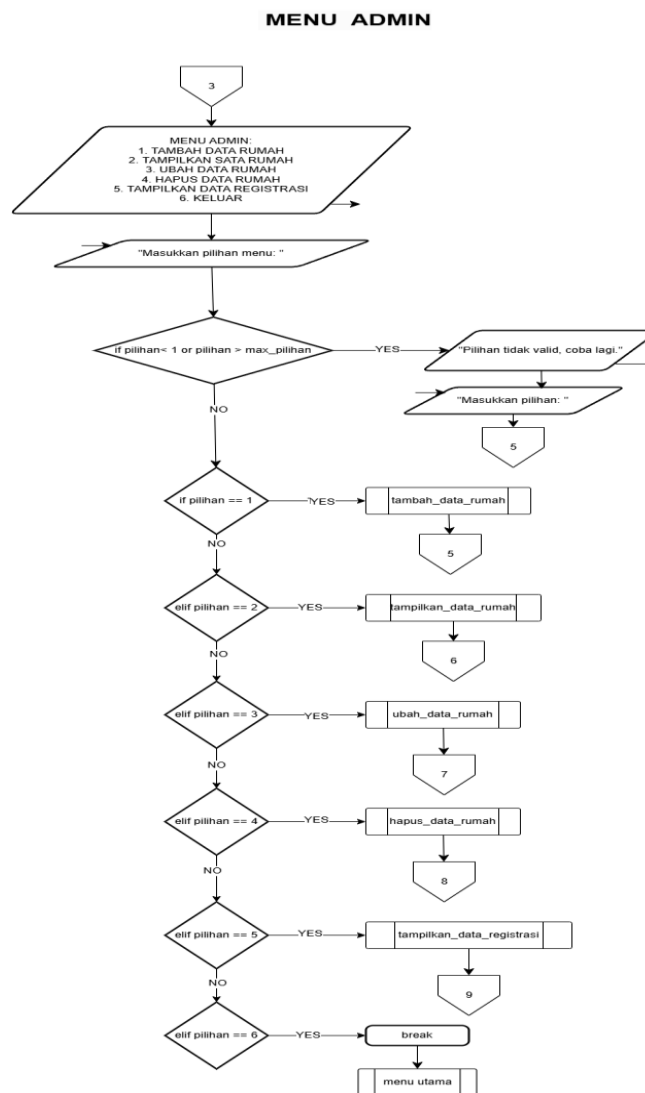 MENU ADMIN
3
MENU ADMIN:
1. TAMBAH DATA RUMAH
2. TAMPILKAN SATA RUMAH
3. UBAH DATA RUMAH
4. HAPUS DATA RUMAH
5. TAMPILKAN DATA REGISTRASI
6. KELUAR
"Masukkan pilihan menu: "
if pilihan< 1 or pilihan > max_pilihan
YES
"Pilihan tidak valid, coba lagi."
"Masukkan pilihan: "
5
NO
if pilihan == 1
YES
tambah_data_rumah
5
NO
elif pilihan == 2
YES
tampilkan_data_rumah
6
NO
elif pilihan == 3
YES
ubah_data_rumah
7
NO
elif pilihan == 4
YES
hapus_data_rumah
8
NO
elif pilihan == 5
YES
tampilkan_data_registrasi
9
NO
elif pilihan == 6
YES
break
menu utama